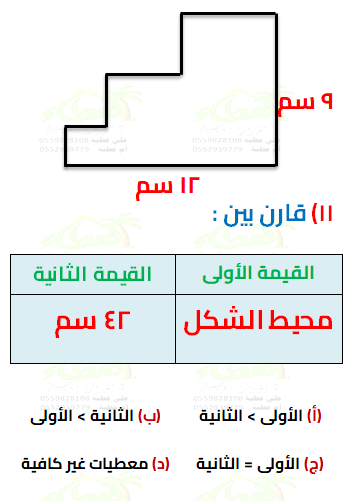 ٩ سم
١٢ سم
١١) قارن بين :
القيمة الأولى القيمة الثانية
محيط الشكل ٤٢ سم
(أ) الأولى > الثانية (ب) الثانية > الأولى
(ج) الأولى = الثانية (د) معطيات غير كافية